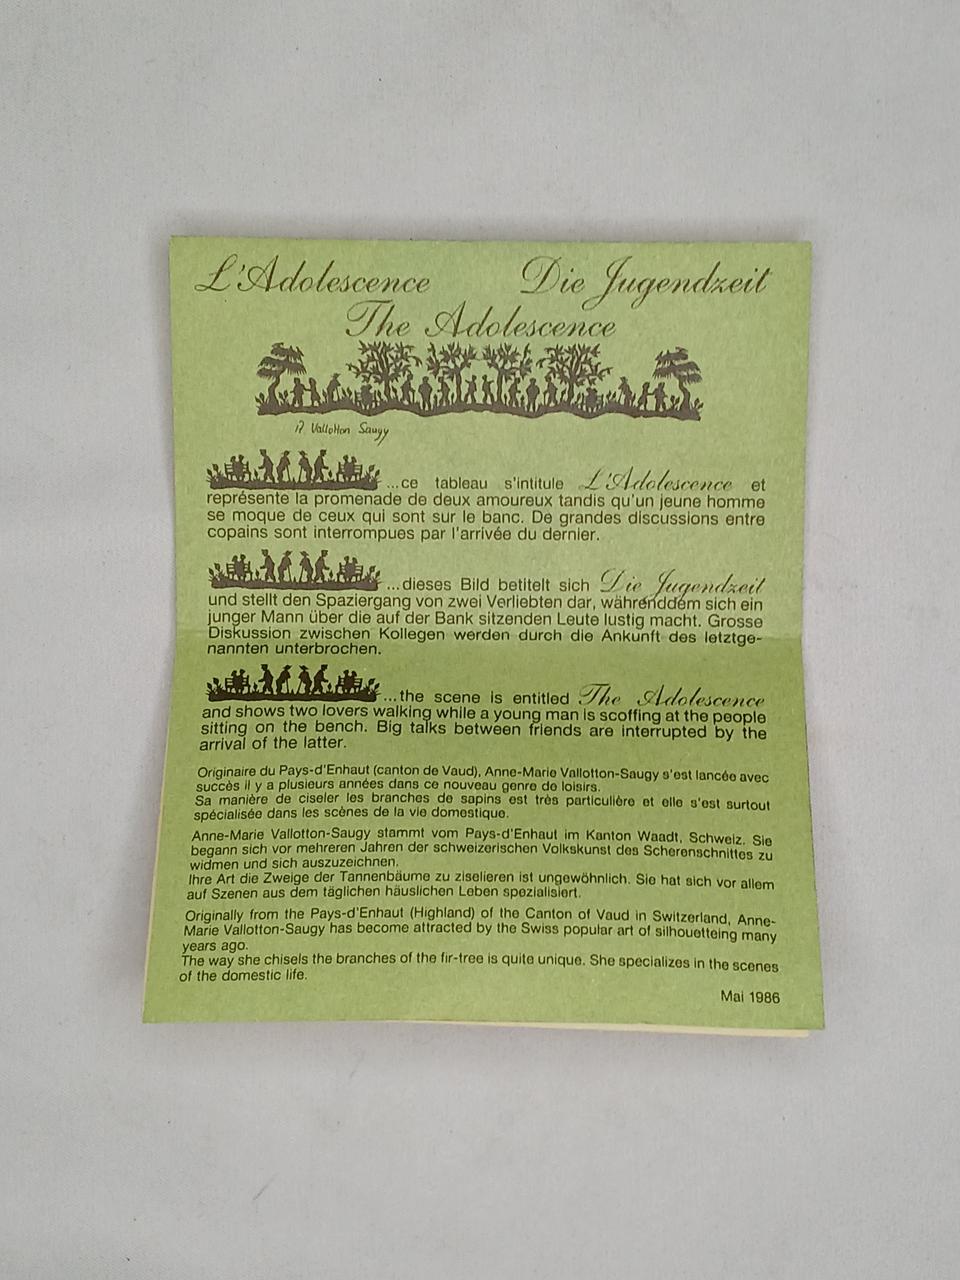 L'Adolescence Die Jugendzeit
The Adolescence
Vallotton Saugy
...ce tableau s'intitule L'Adolescence et
représente la promenade de deux amoureux tandis qu'un jeune homme
se moque de ceux qui sont sur le banc. De grandes discussions entre
copains sont interrompues par l'arrivée du dernier.
...dieses Bild betitelt sich Die Jugendzeit
und stellt den Spaziergang von zwei Verliebten dar, währenddem sich ein
junger Mann über die auf der Bank sitzenden Leute lustig macht. Grosse
Diskussion zwischen Kollegen werden durch die Ankunft des letztge-
nannten unterbrochen.
...the scene is entitled The Adolescence
and shows two lovers walking while a young man is scoffing at the people
sitting on the bench. Big talks between friends are interrupted by the
arrival of the latter.
Originaire du Pays-d'Enhaut (canton de Vaud), Anne-Marie Vallotton-Saugy s'est lancée avec
succès il y a plusieurs années dans ce nouveau genre de loisirs.
Sa manière de ciseler les branches de sapins est très particulière et elle s'est surtout
spécialisée dans les scènes de la vie domestique.
Anne-Marie Vallotton-Saugy stammt vom Pays-d'Enhaut im Kanton Waadt, Schweiz. Sie
begann sich vor mehreren Jahren der schweizerischen Volkskunst des Scherenschnittes zu
widmen und sich auszuzeichnen.
Ihre Art die Zweige der Tannenbäume zu ziselieren ist ungewöhnlich. Sie hat sich vor allem
auf Szenen aus dem täglichen häuslichen Leben spezialisiert.
Originally from the Pays-d'Enhaut (Highland) of the Canton of Vaud in Switzerland, Anne-
Marie Vallotton-Saugy has become attracted by the Swiss popular art of silhouetteing many
years ago.
The way she chisels the branches of the fir-tree is quite unique. She specializes in the scenes
of the domestic life.
Mai 1986